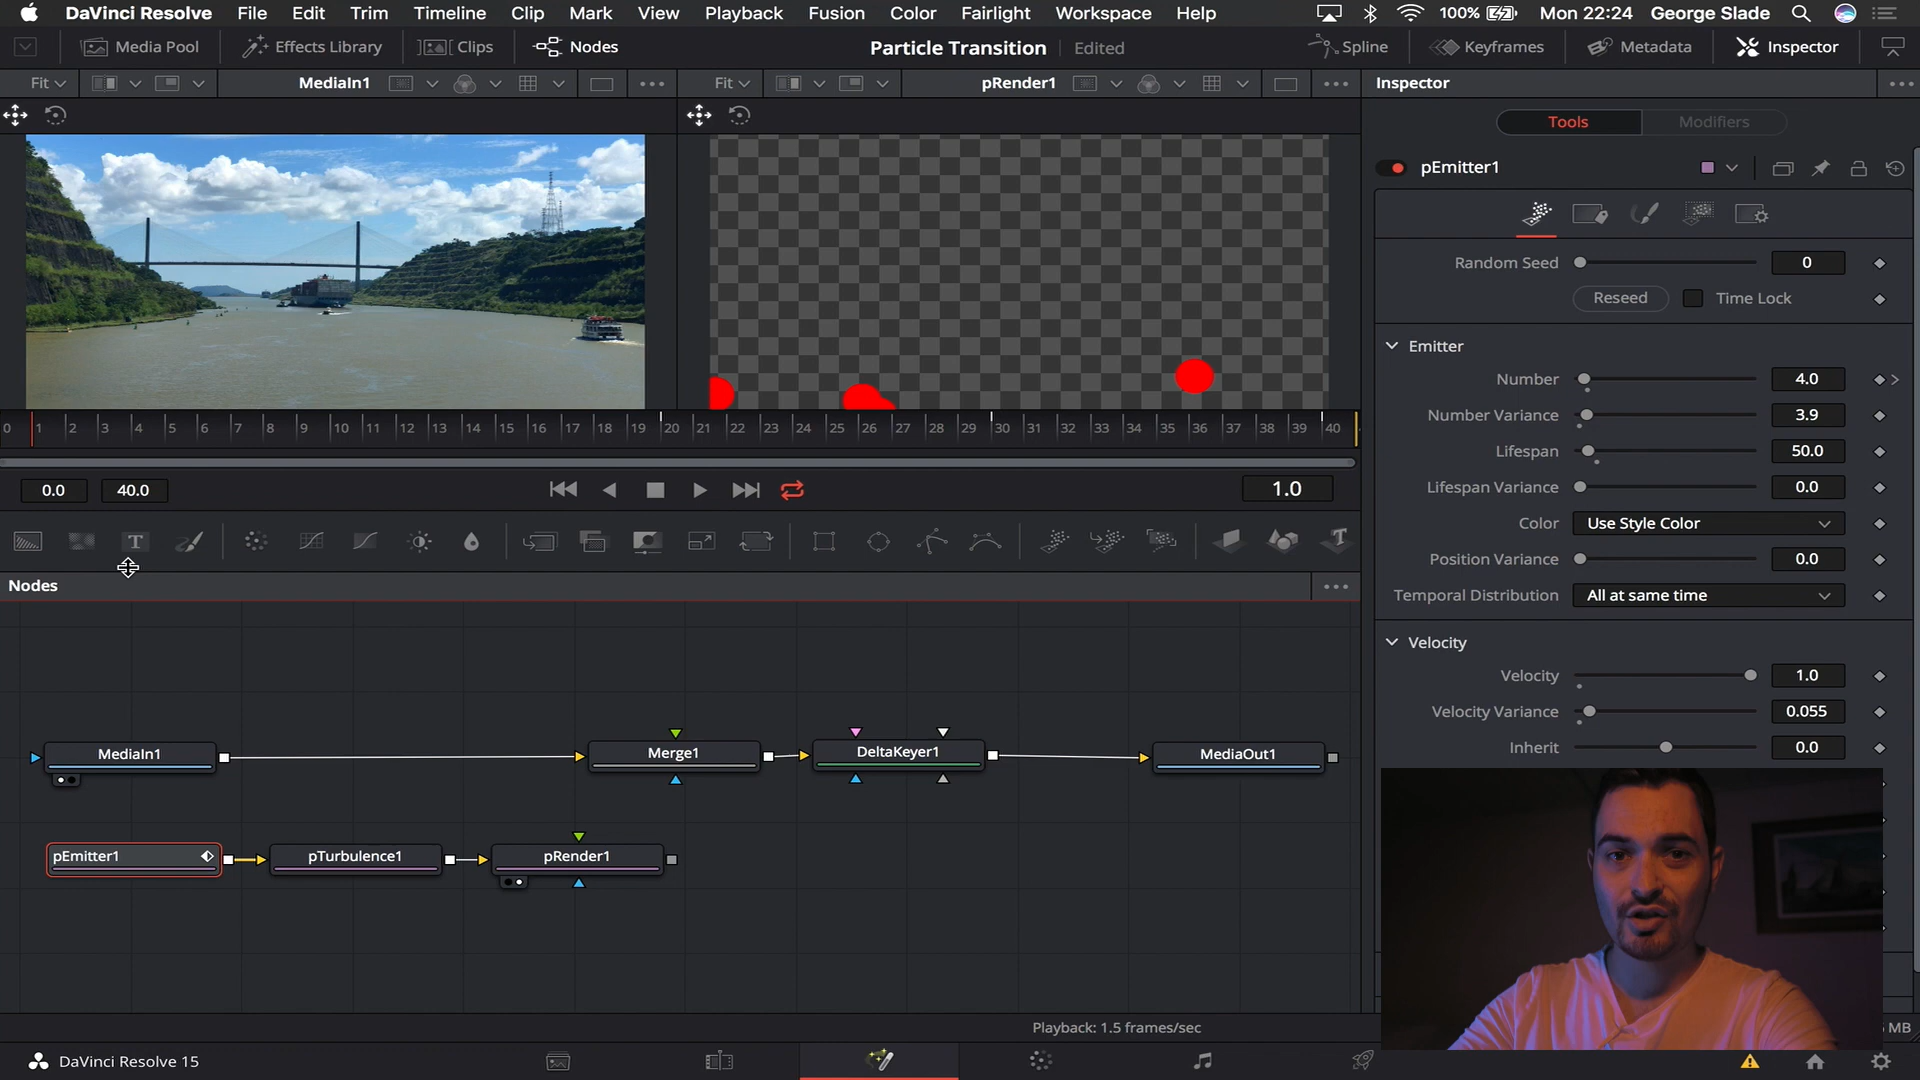 DaVinci Resolve File Edit Trim Timeline Clip Mark View Playback Fusion Color Fairlight Workspace Help 100% Mon 22:24 George Slade
Media Pool Effects Library Clips Nodes Particle Transition Edited Spline Keyframes Metadata Inspector
Fit MediaIn1 Fit pRender1 Inspector
Tools Modifiers
pEmitter1
Random Seed 0
Reseed Time Lock
Emitter
Number 4.0
Number Variance 3.9
Lifespan 50.0
Lifespan Variance 0.0
Color Use Style Color
Position Variance 0.0
Temporal Distribution All at same time
Velocity
Velocity 1.0
Velocity Variance 0.055
Inherit 0.0
0 1 2 3 4 5 6 7 8 9 10 11 12 13 14 15 16 17 18 19 20 21 22 23 24 25 26 27 28 29 30 31 32 33 34 35 36 37 38 39 40
0.0 40.0 1.0
T T
Nodes
MediaIn1 Merge1 DeltaKeyer1 MediaOut1
pEmitter1 pTurbulence1 pRender1
Playback: 1.5 frames/sec
MB
DaVinci Resolve 15